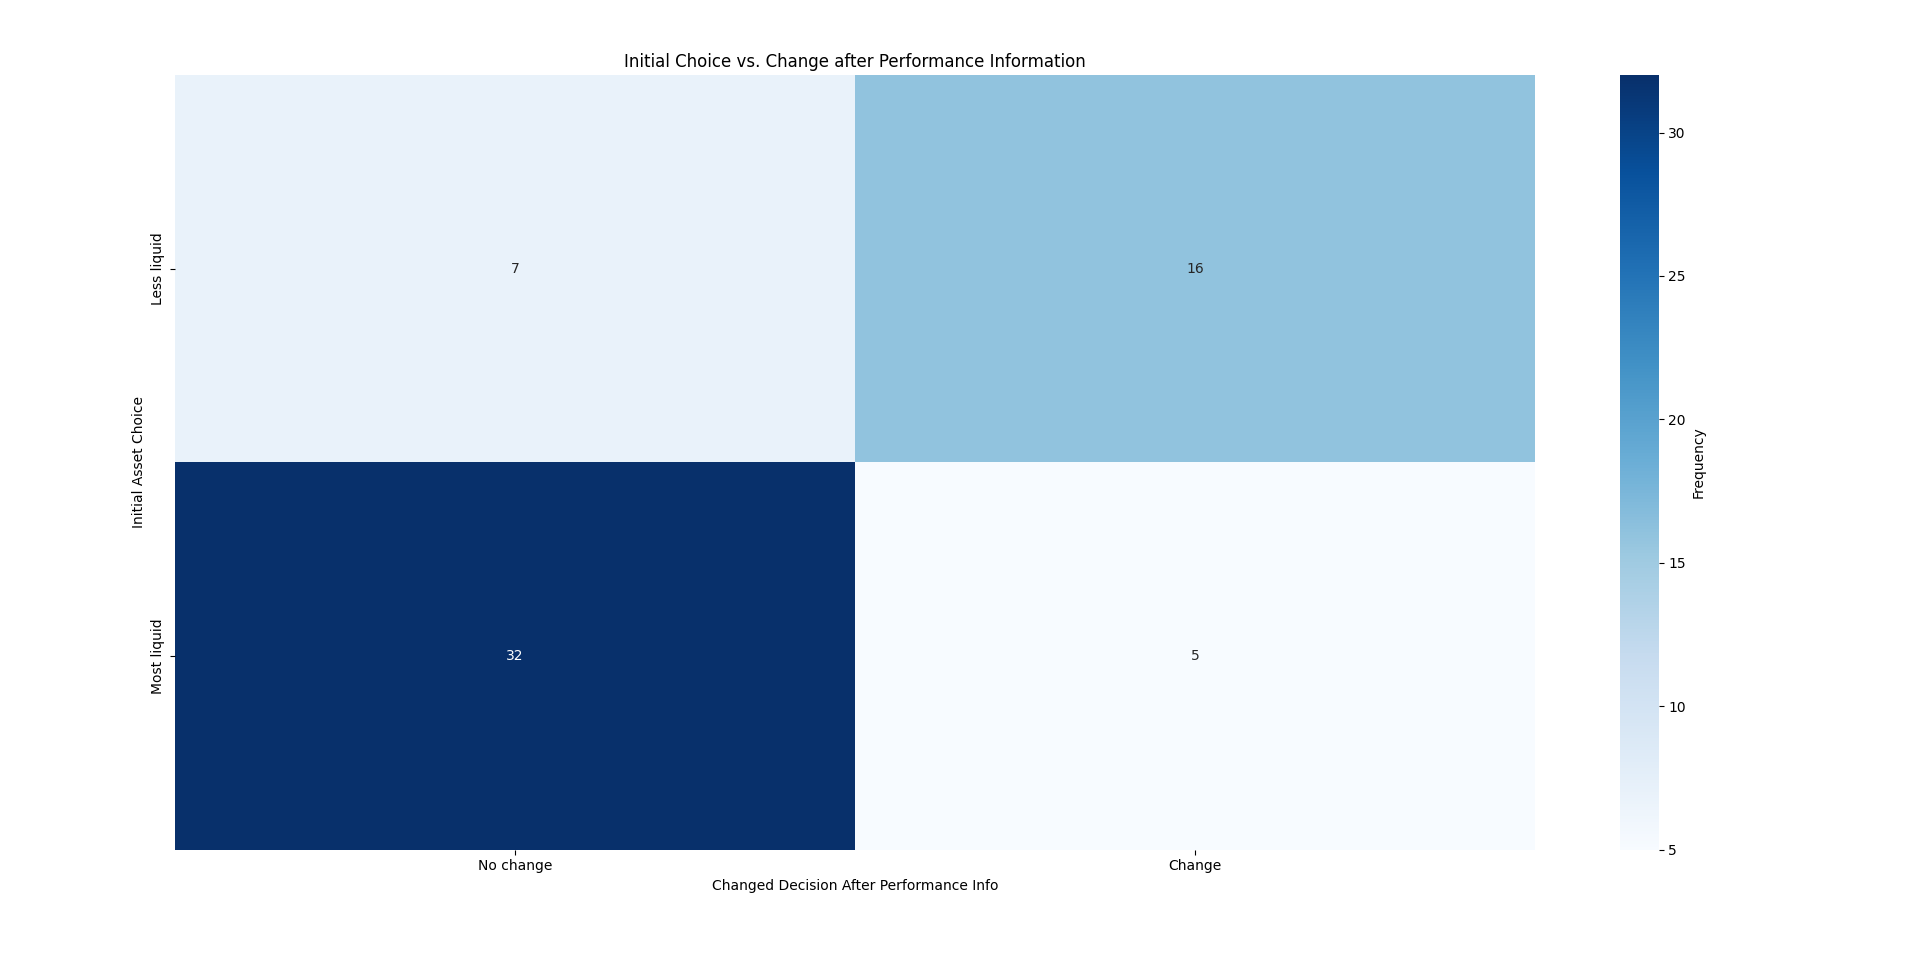 Initial Choice vs. Change after Performance Information
Initial Asset Choice
Less liquid
Most liquid
7
16
32
5
No change
Change
Changed Decision After Performance Info
30
25
20
15
10
5
Frequency